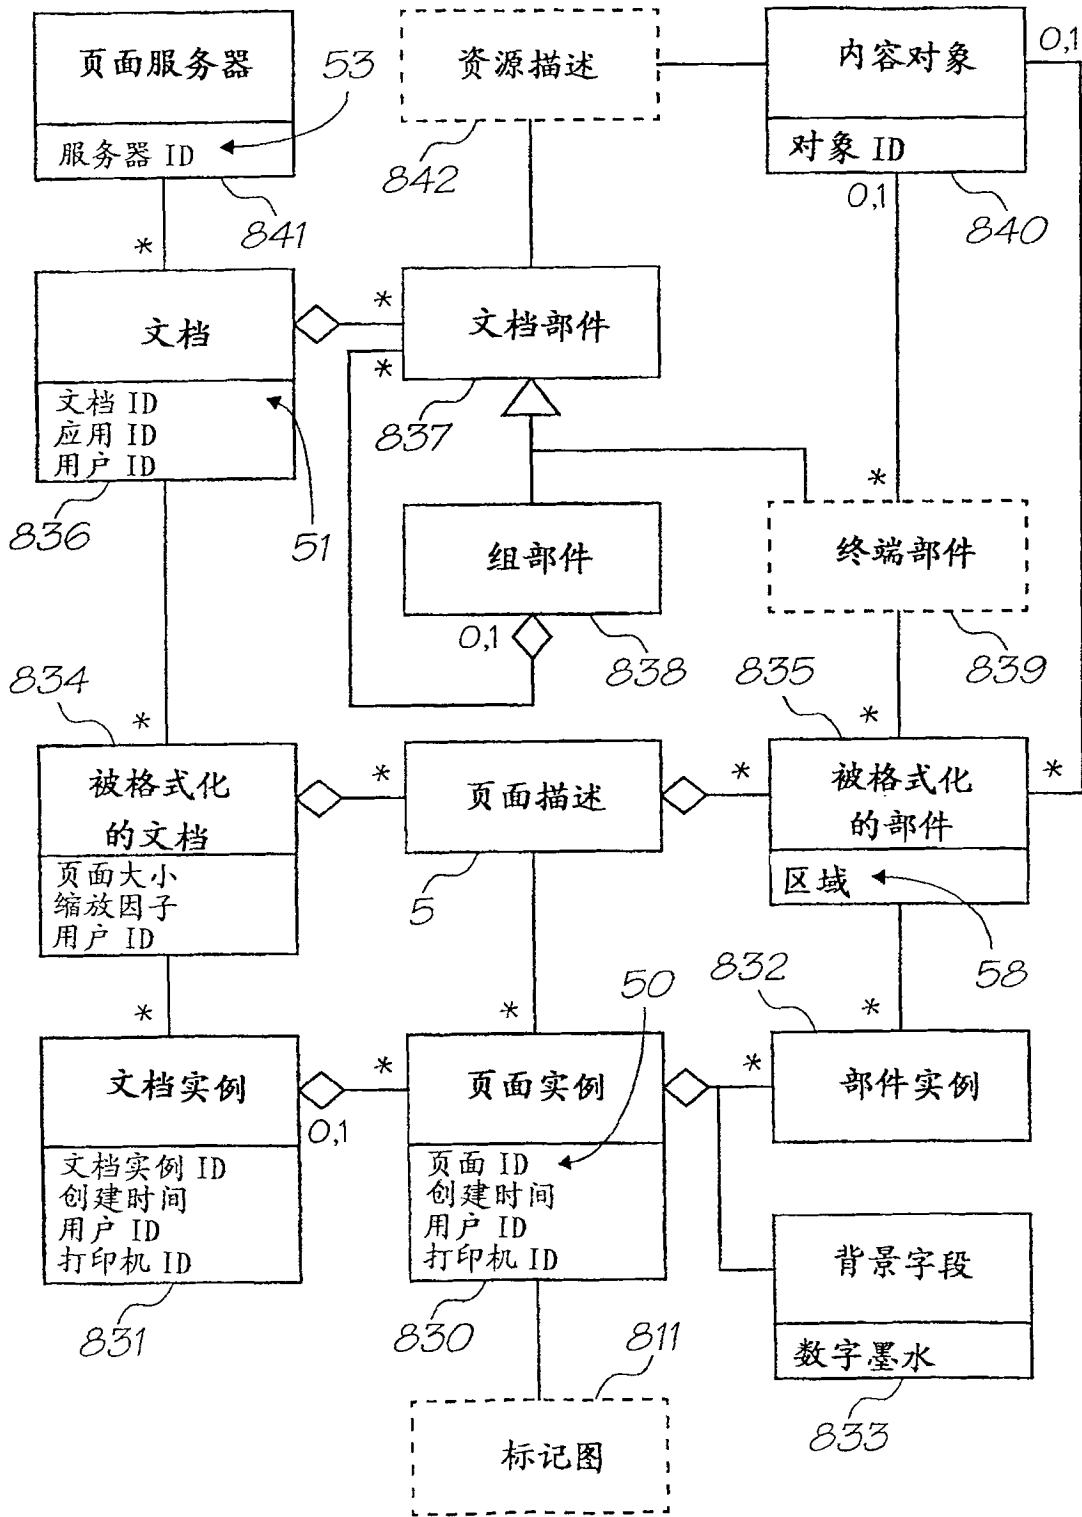 页面服务器
服务器 ID
53
841
资源描述
842
内容对象
对象 ID
0,1
0,1
840
*
文档
文档 ID
应用 ID
用户 ID
836
51
*
*
文档部件
837
组部件
0,1
838
*
终端部件
839
834
*
被格式化
的文档
页面大小
缩放因子
用户 ID
*
页面描述
5
*
835
*
*
被格式化
的部件
区域
58
*
文档实例
0,1
文档实例 ID
创建时间
用户 ID
打印机 ID
831
*
*
50
页面实例
页面 ID
创建时间
用户 ID
打印机 ID
830
832
*
*
部件实例
背景字段
数字墨水
833
811
标记图